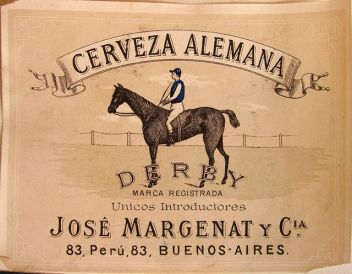 CERVEZA ALEMANA
DERBY
MARCA REGISTRADA
Unicos Introductores
JOSÉ MARGENAT Y CIA.
83, Perú, 83, BUENOS-AIRES.